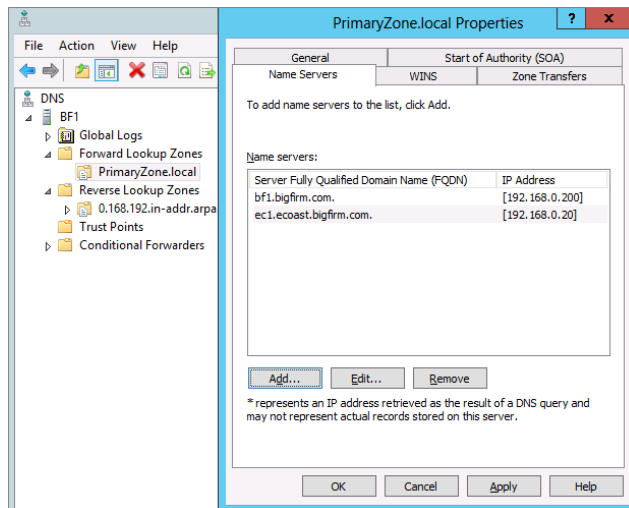 File Action View Help
DNS
BF1
Global Logs
Forward Lookup Zones
PrimaryZone.local
Reverse Lookup Zones
0.168.192.in-addr.arpa
Trust Points
Conditional Forwarders
PrimaryZone.local Properties
? x
General Start of Authority (SOA)
Name Servers WINS Zone Transfers
To add name servers to the list, click Add.
Name servers:
Server Fully Qualified Domain Name (FQDN) IP Address
bf1.bigfirm.com. [192.168.0.200]
ec1.ecoast.bigfirm.com. [192.168.0.20]
Add... Edit... Remove
* represents an IP address retrieved as the result of a DNS query and
may not represent actual records stored on this server.
OK Cancel Apply Help